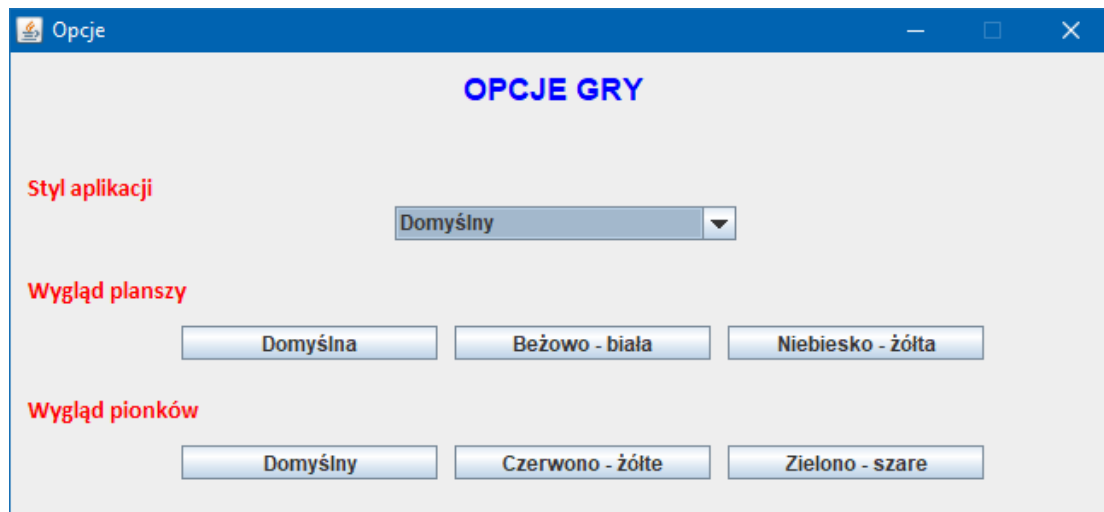 Opcje
OPCJE GRY
Styl aplikacji
Domyślny
Wygląd planszy
Domyślna Beżowo - biała Niebiesko - żółta
Wygląd pionków
Domyślny Czerwono - żółte Zielono - szare